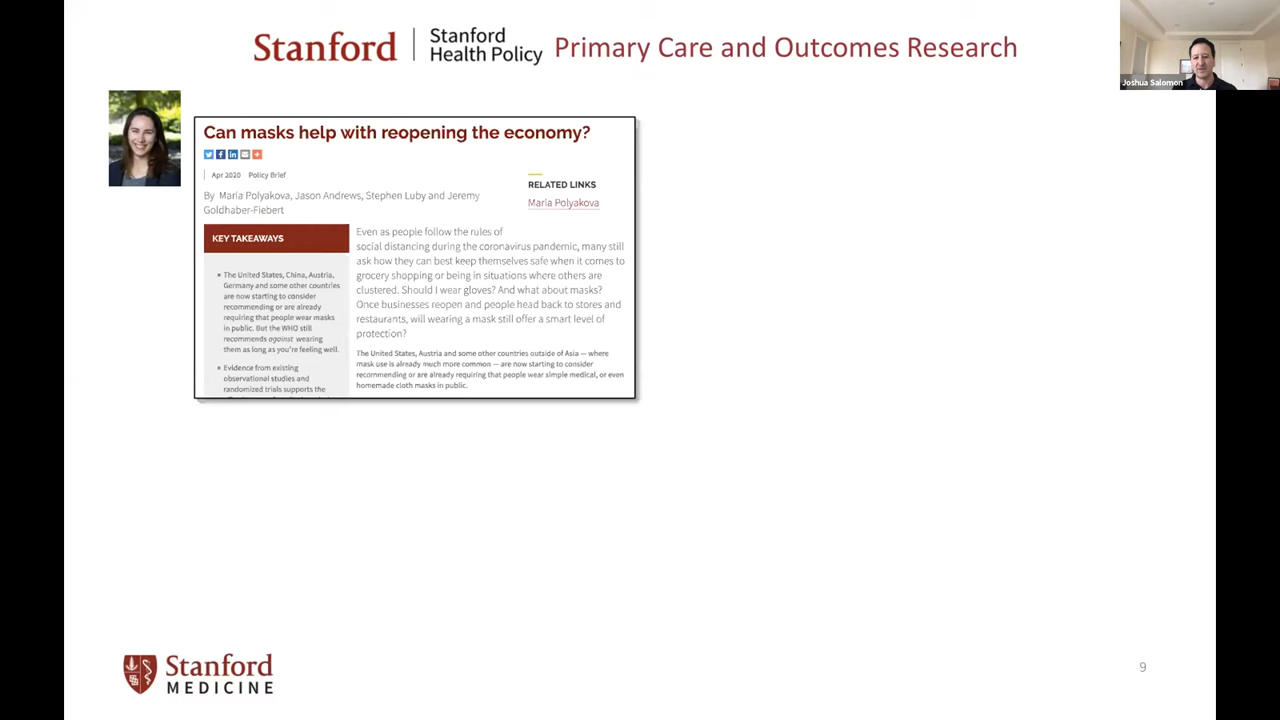 Stanford
Stanford
Health Policy
Primary Care and Outcomes Research
Joshua Salomon
Can masks help with reopening the economy?
Apr 2020 Policy Brief
By Maria Polyakova, Jason Andrews, Stephen Luby and Jeremy
Goldhaber-Fiebert
RELATED LINKS
Maria Polyakova
KEY TAKEAWAYS
The United States, China, Austria,
Germany and some other countries
are now starting to consider
recommending or are already
requiring that people wear masks
in public. But the WHO still
recommends against wearing
them as long as you're feeling well.
Evidence from existing
observational studies and
randomized trials supports the
Even as people follow the rules of
social distancing during the coronavirus pandemic, many still
ask how they can best keep themselves safe when it comes to
grocery shopping or being in situations where others are
clustered. Should I wear gloves? And what about masks?
Once businesses reopen and people head back to stores and
restaurants, will wearing a mask still offer a smart level of
protection?
The United States, Austria and some other countries outside of Asia — where
mask use is already much more common — are now starting to consider
recommending or are already requiring that people wear simple medical, or even
homemade cloth masks in public.
Stanford
MEDICINE
9